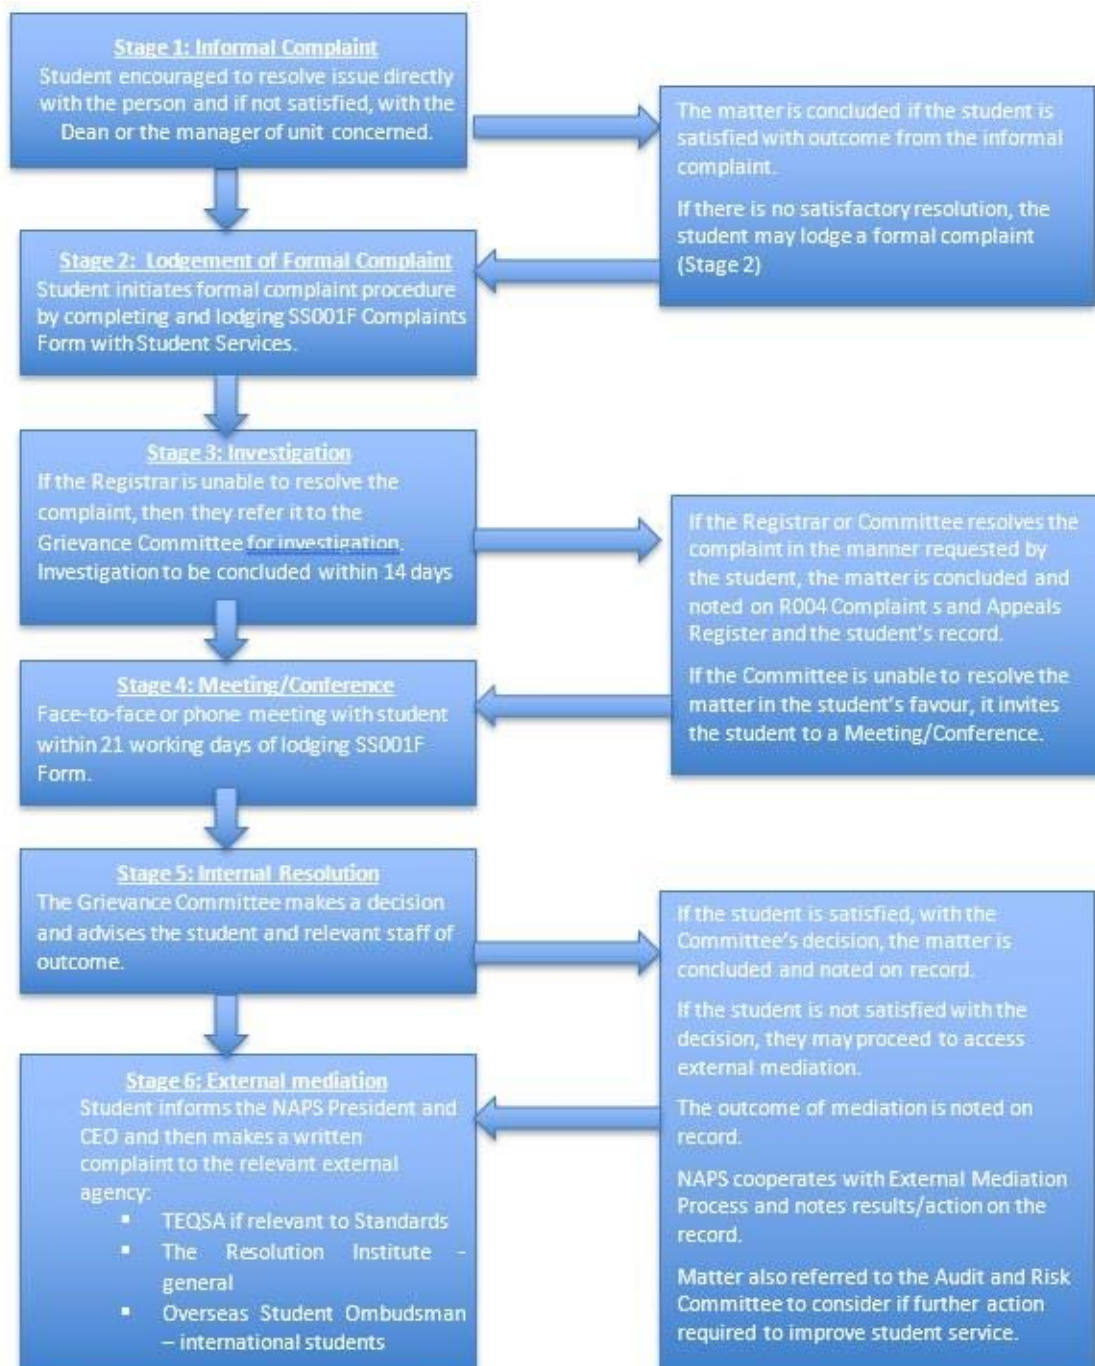 Stage 1: Informal Complaint
Student encouraged to resolve issue directly
with the person and if not satisfied, with the
Dean or the manager of unit concerned.
The matter is concluded if the student is
satisfied with outcome from the informal
complaint.
If there is no satisfactory resolution, the
student may lodge a formal complaint
(Stage 2)
Stage 2: Lodgement of Formal Complaint
Student initiates formal complaint procedure
by completing and lodging SS001F Complaints
Form with Student Services.
Stage 3: Investigation
If the Registrar is unable to resolve the
complaint, then they refer it to the
Grievance Committee for investigation.
Investigation to be concluded within 14 days
If the Registrar or Committee resolves the
complaint in the manner requested by
the student, the matter is concluded and
noted on R004 Complaint s and Appeals
Register and the student's record.
If the Committee is unable to resolve the
matter in the student's favour, it invites
the student to a Meeting/Conference.
Stage 4: Meeting/Conference
Face-to-face or phone meeting with student
within 21 working days of lodging SS001F
Form.
Stage 5: Internal Resolution
The Grievance Committee makes a decision
and advises the student and relevant staff of
outcome.
If the student is satisfied, with the
Committee's decision, the matter is
concluded and noted on record.
If the student is not satisfied with the
decision, they may proceed to access
external mediation.
The outcome of mediation is noted on
record.
NAPS cooperates with External Mediation
Process and notes results/action on the
record.
Matter also referred to the Audit and Risk
Committee to consider if further action
required to improve student service.
Stage 6: External mediation
Student informs the NAPS President and
CEO and then makes a written
complaint to the relevant external
agency:
▪ TEQSA if relevant to Standards
▪ The Resolution Institute -
general
▪ Overseas Student Ombudsman
– international students